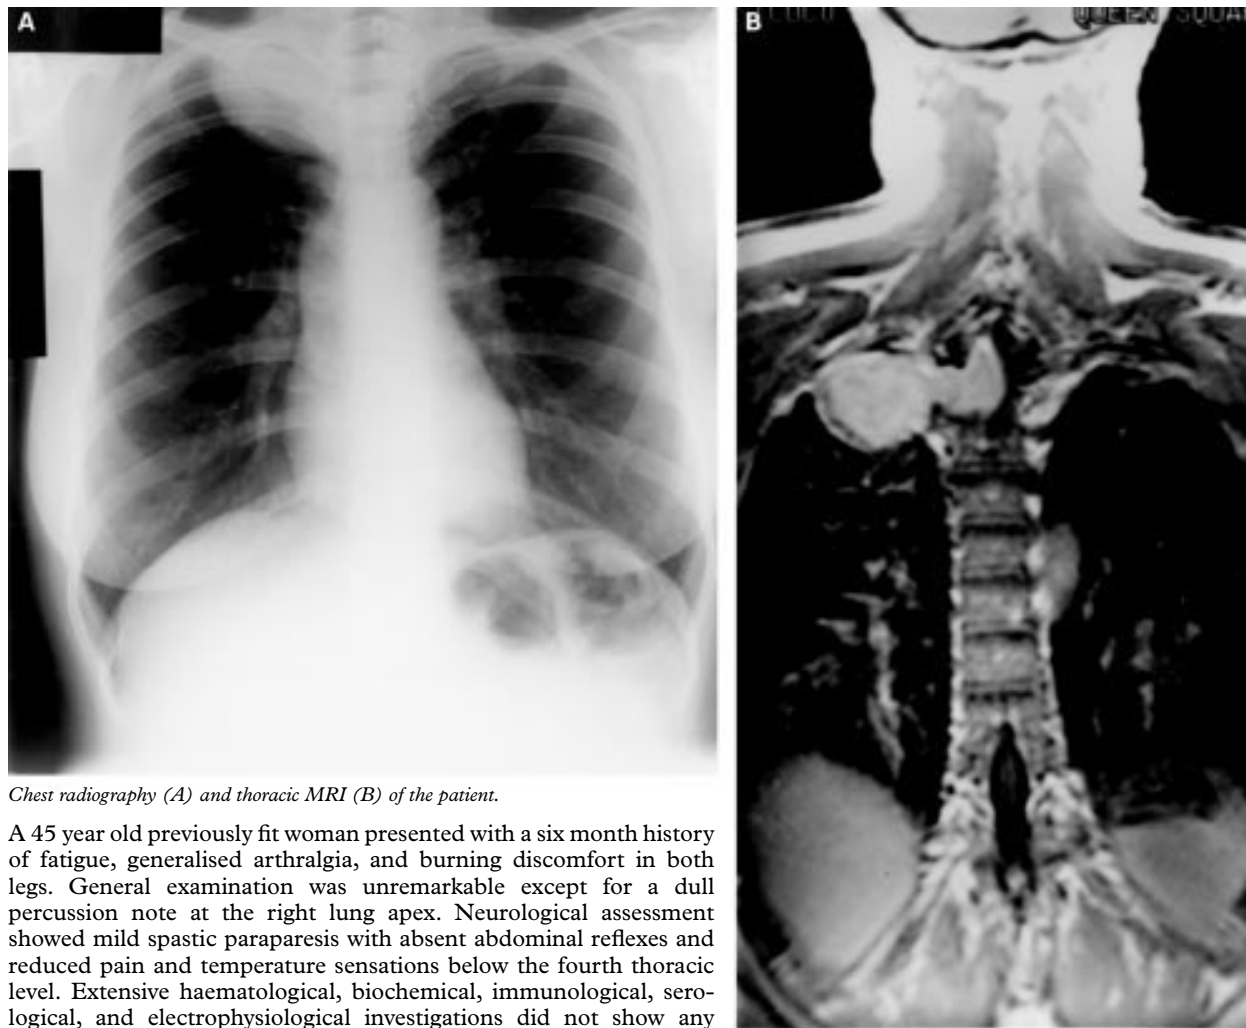 A
B
QUEEN SQUA
Chest radiography (A) and thoracic MRI (B) of the patient.
A 45 year old previously fit woman presented with a six month history
of fatigue, generalised arthralgia, and burning discomfort in both
legs. General examination was unremarkable except for a dull
percussion note at the right lung apex. Neurological assessment
showed mild spastic paraparesis with absent abdominal reflexes and
reduced pain and temperature sensations below the fourth thoracic
level. Extensive haematological, biochemical, immunological, sero-
logical, and electrophysiological investigations did not show any